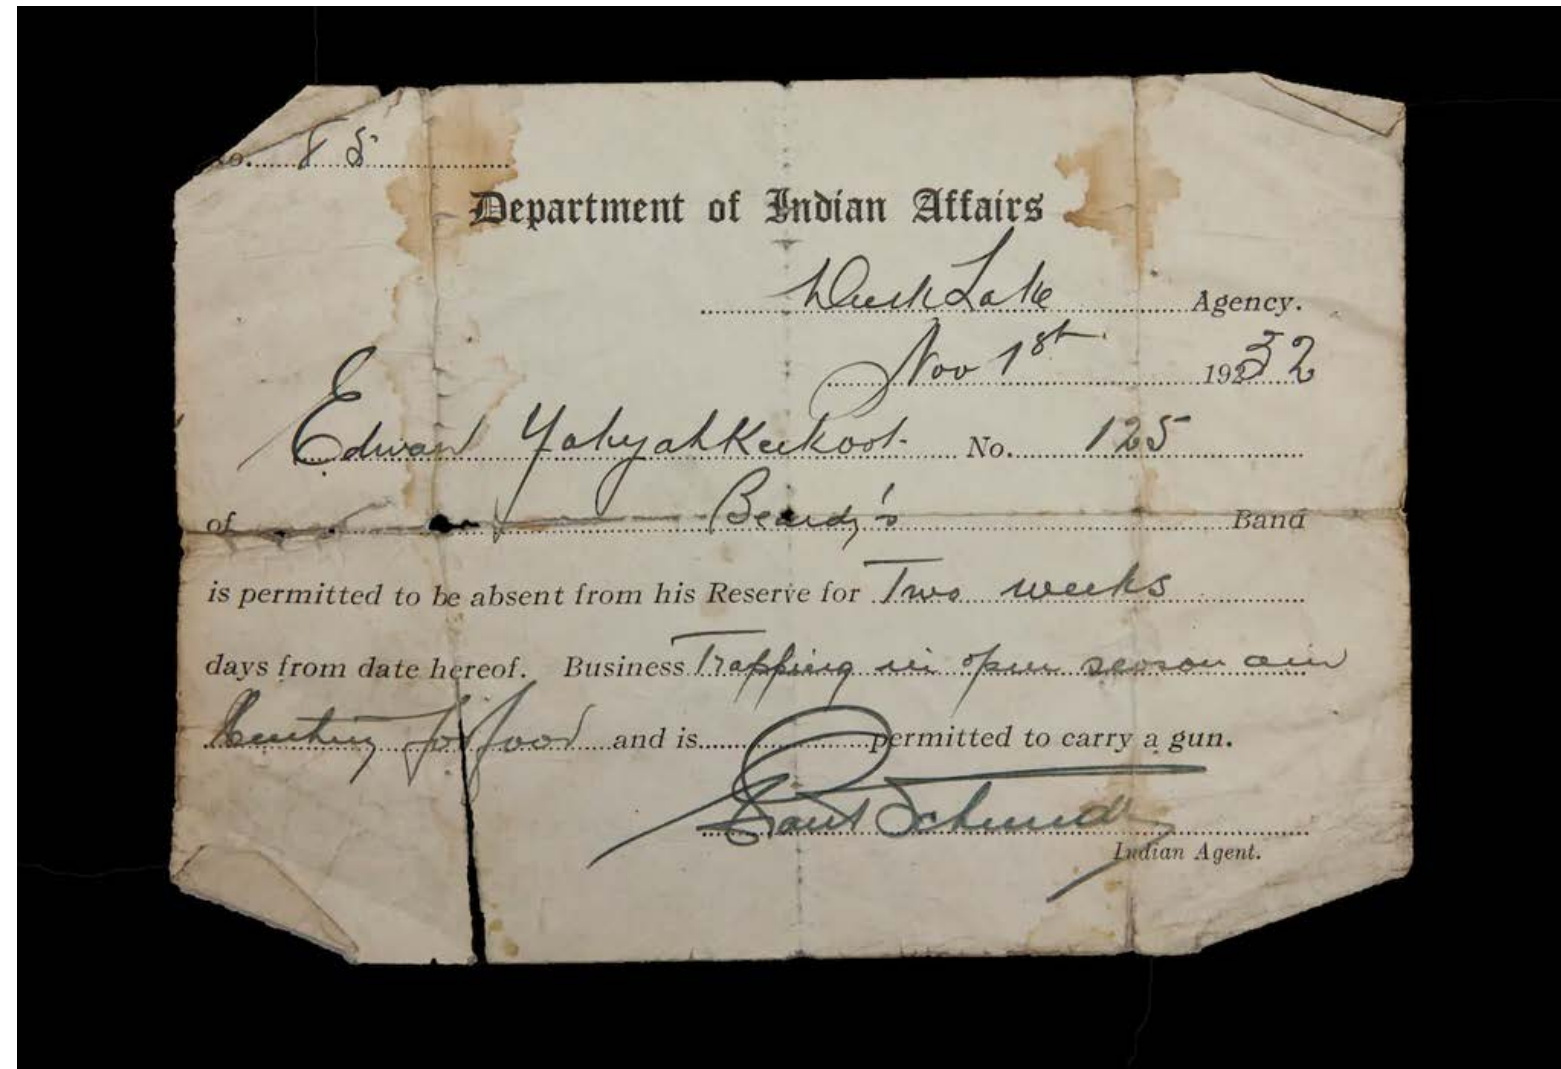 No. 85
Department of Indian Affairs
Duck Lake Agency.
Nov 1st 1932
Edward Yahyahkeekoot. No. 125
of Beardy's Band
is permitted to be absent from his Reserve for Two weeks
days from date hereof. Business Trapping in open season and
Hunting for food and is permitted to carry a gun.
Schmidt
Indian Agent.